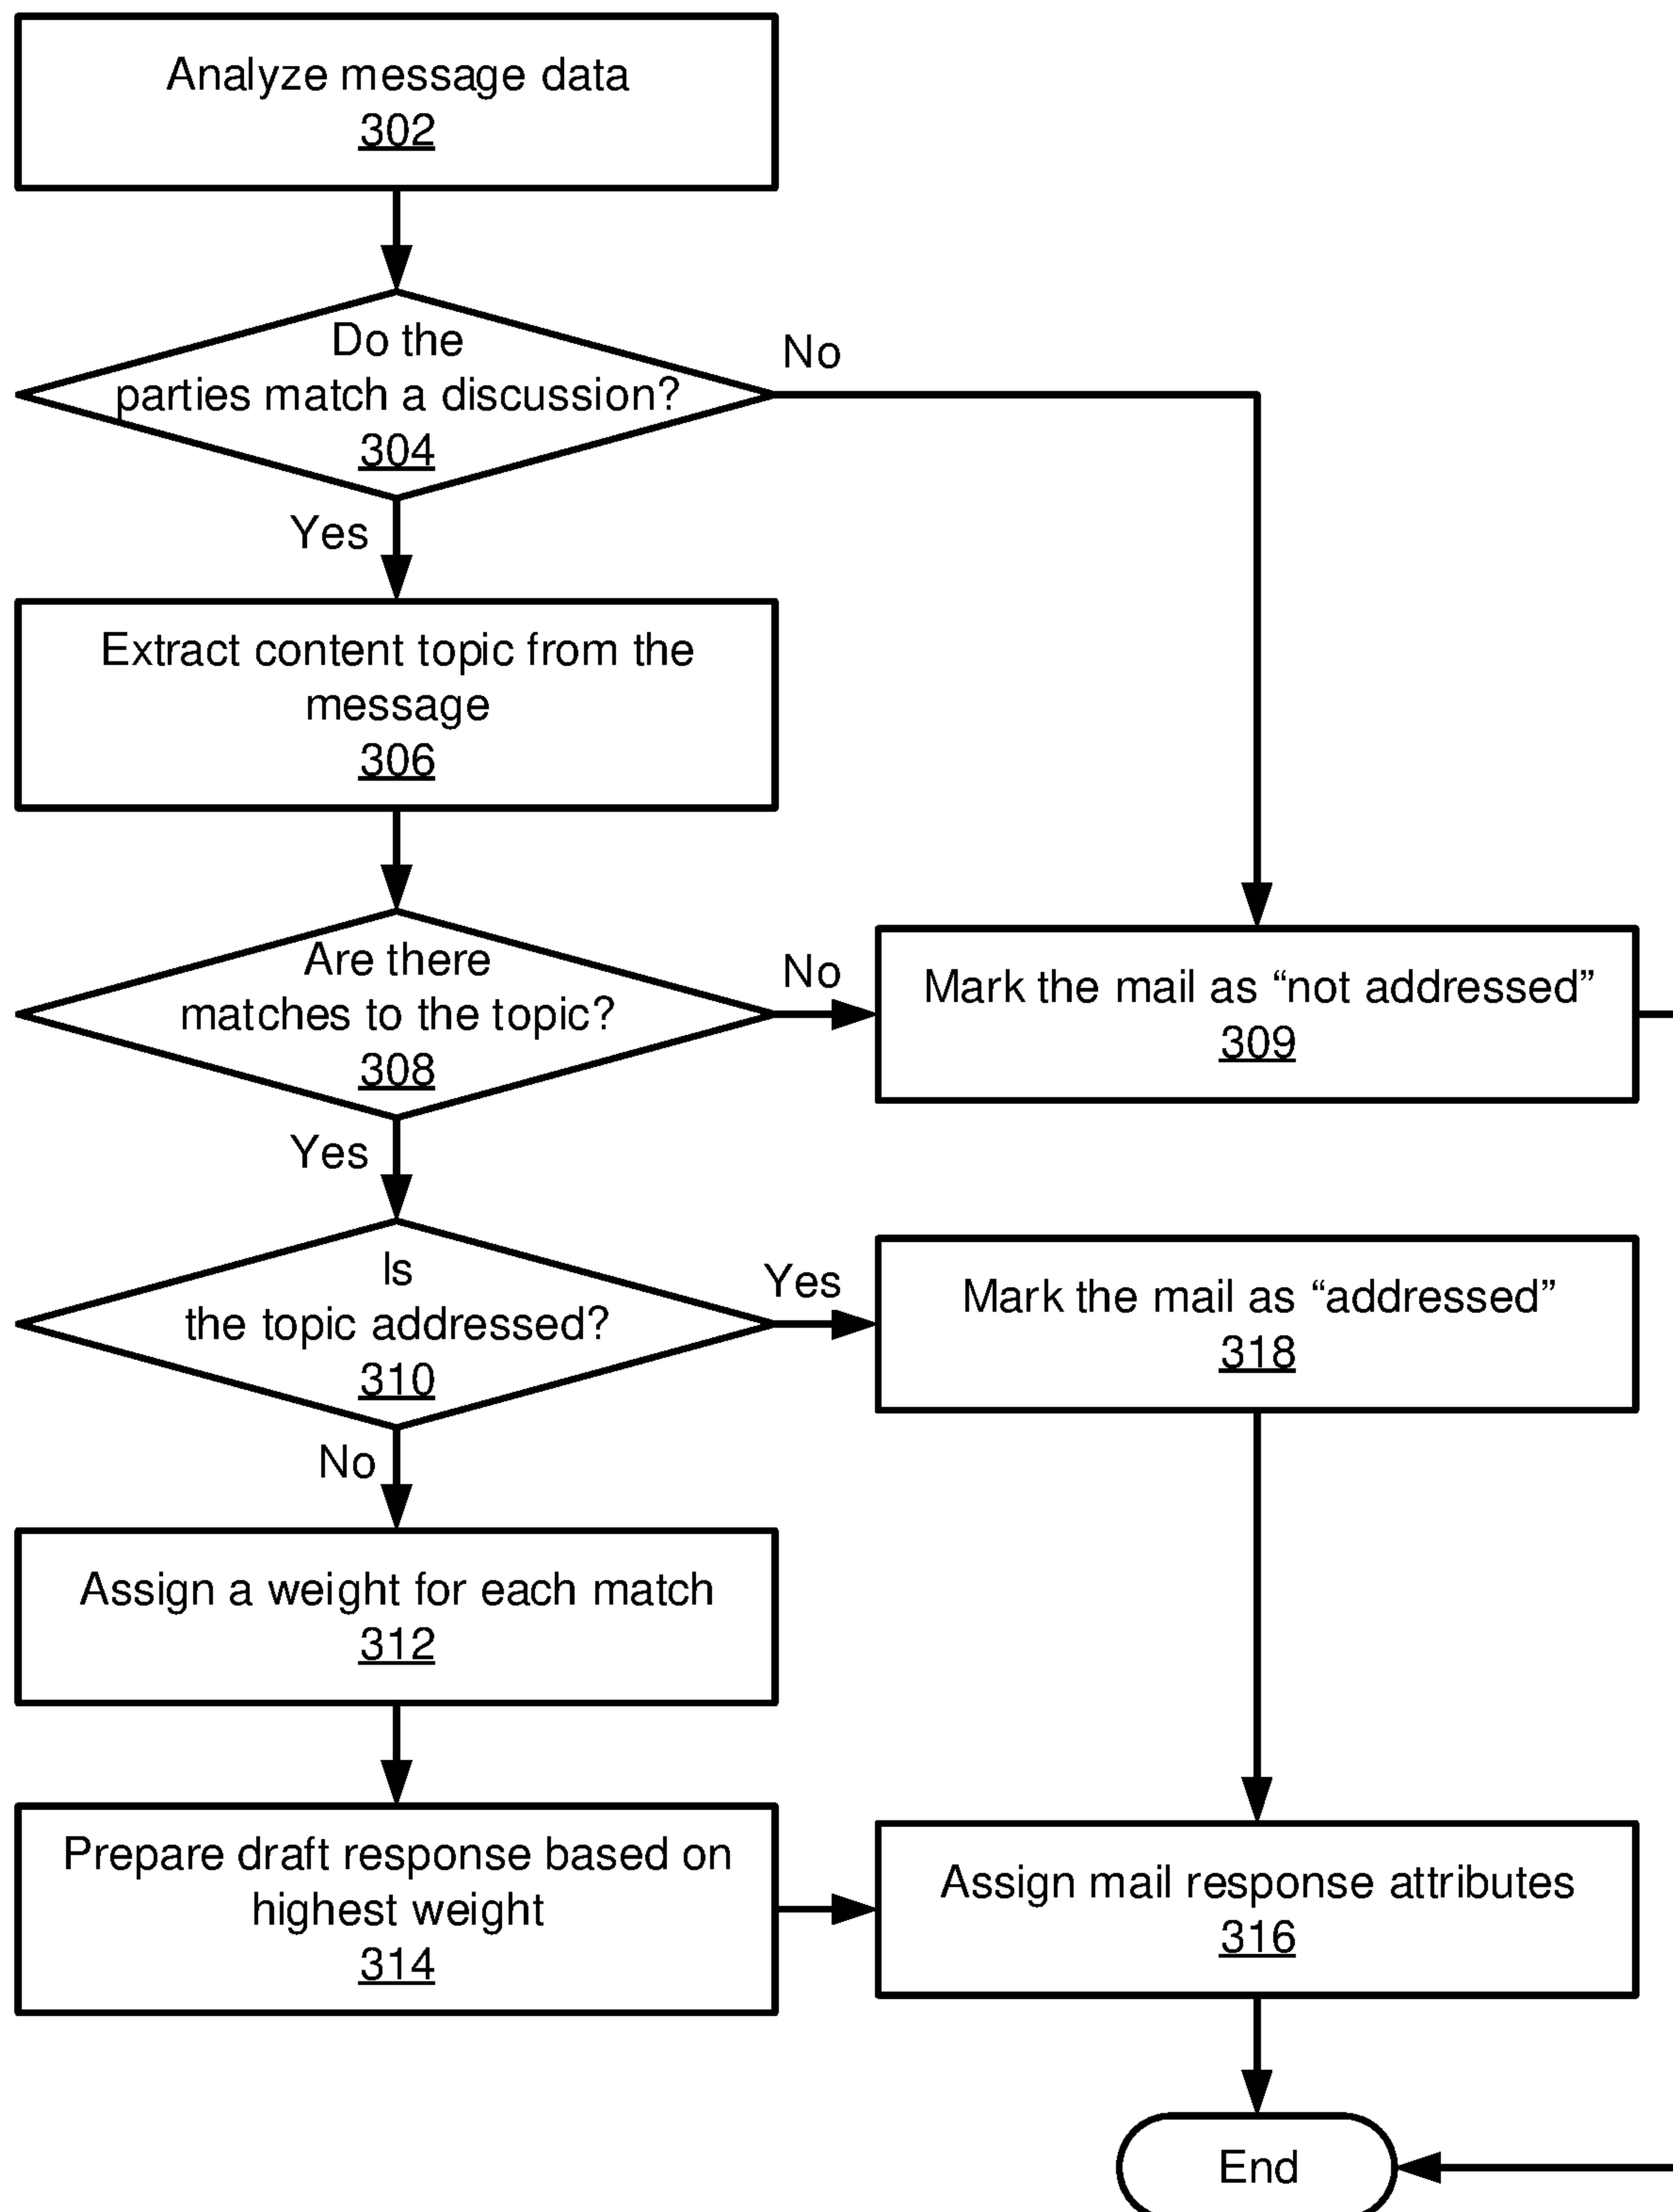 Analyze message data
302
Do the
parties match a discussion?
304
No
Yes
Extract content topic from the
message
306
Are there
matches to the topic?
308
No
Mark the mail as “not addressed”
309
Yes
Is
the topic addressed?
310
Yes
Mark the mail as “addressed”
318
No
Assign a weight for each match
312
Prepare draft response based on
highest weight
314
Assign mail response attributes
316
End